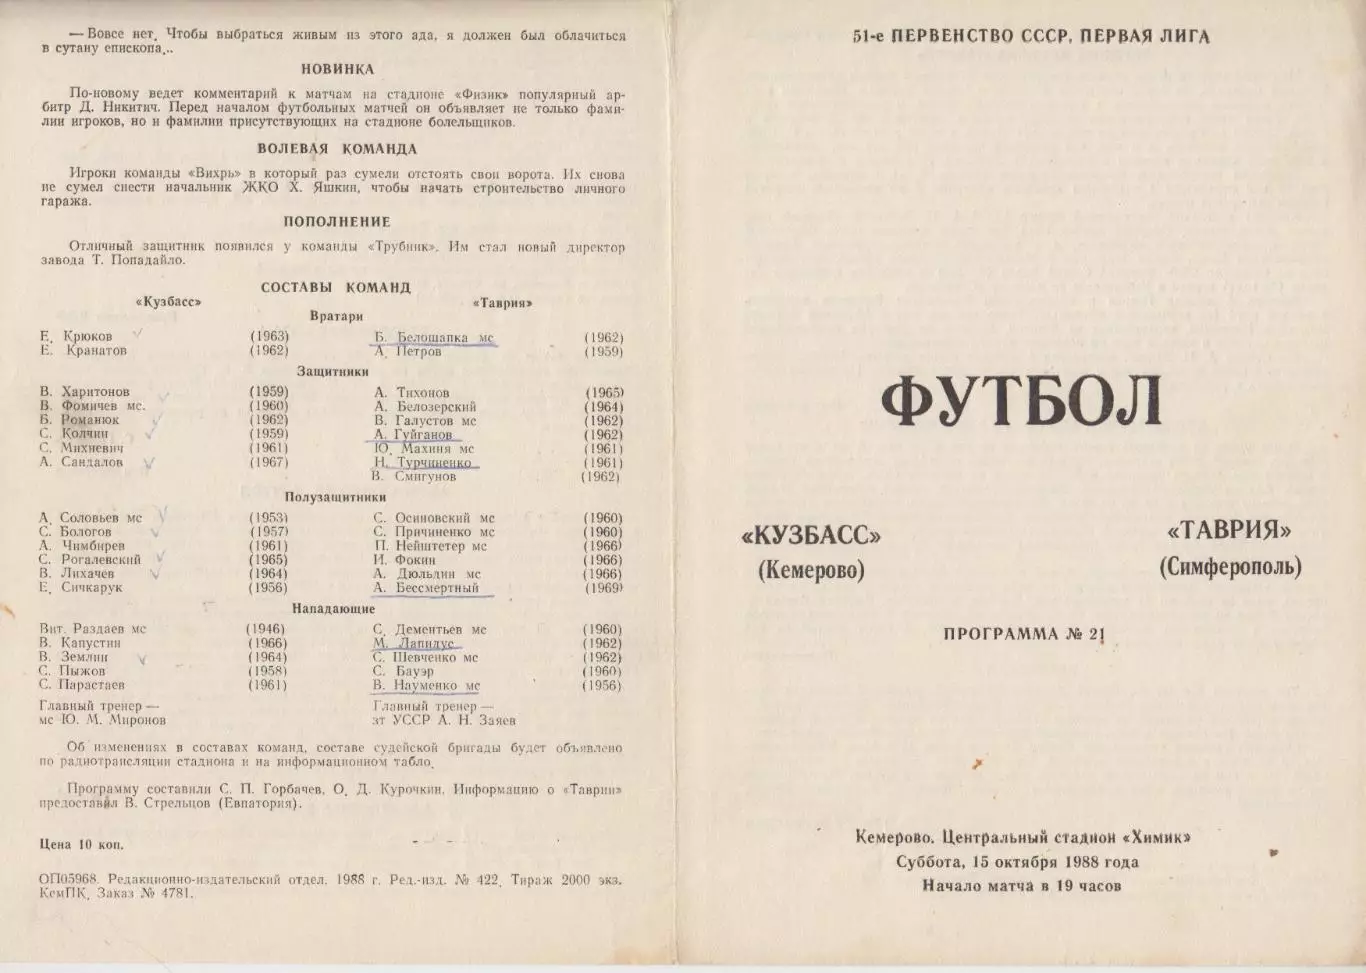 — Вовсе нет. Чтобы выбраться живым из этого ада, я должен был облачиться
в сутану епископа...
НОВИНКА
По-новому ведет комментарий к матчам на стадионе «Физик» популярный ар-
битр Д. Никитич. Перед началом футбольных матчей он объявляет не только фами-
лии игроков, но и фамилии присутствующих на стадионе болельщиков.
ВОЛЕВАЯ КОМАНДА
Игроки команды «Вихрь» в который раз сумели отстоять свои ворота. Их снова
не сумел снести начальник ЖКО Х. Яшкин, чтобы начать строительство личного
гаража.
ПОПОЛНЕНИЕ
Отличный защитник появился у команды «Трубник». Им стал новый директор
завода Т. Попадайло.
СОСТАВЫ КОМАНД
«Кузбасс» «Таврия»
Вратари
Е. Крюков (1963) Б. Белошапка мс (1962)
Е. Кранатов (1962) А. Петров (1959)
Защитники
В. Харитонов (1959) А. Тихонов (1965)
В. Фомичев мс. (1960) А. Белозерский (1964)
Б. Романюк (1962) В. Галустов мс (1962)
С. Колчин (1959) А. Гуйганов (1962)
С. Михневич (1961) Ю. Махиня мс (1961)
А. Сандалов (1967) Н. Турчиненко (1961)
В. Смигунов (1962)
Полузащитники
А. Соловьев мс (1953) С. Осиновский мс (1960)
С. Бологов (1957) С. Причиненко мс (1960)
А. Чимбирев (1961) П. Нейштетер мс (1966)
С. Рогалевский (1965) И. Фокин (1966)
В. Лихачев (1964) А. Дюльдин мс (1966)
Е. Сичкарук (1956) А. Бессмертный (1969)
Нападающие
Вит. Раздаев мс (1946) С. Дементьев мс (1960)
В. Капустин (1966) М. Лапидус (1962)
В. Землин (1964) С. Шевченко мс (1962)
С. Пыжов (1958) С. Бауэр (1960)
С. Парастаев (1961) В. Науменко мс (1956)
Главный тренер — Главный тренер —
мс Ю. М. Миронов зт УССР А. Н. Заяев
Об изменениях в составах команд, составе судейской бригады будет объявлено
по радиотрансляции стадиона и на информационном табло.
Программу составили С. П. Горбачев, О. Д. Курочкин. Информацию о «Таврии»
предоставил В. Стрельцов (Евпатория).
Цена 10 коп.
ОП05968. Редакционно-издательский отдел. 1988 г. Ред.-изд. № 422. Тираж 2000 экз.
КемПК. Заказ № 4781.
51-е ПЕРВЕНСТВО СССР, ПЕРВАЯ ЛИГА
ФУТБОЛ
«КУЗБАСС» «ТАВРИЯ»
(Кемерово) (Симферополь)
ПРОГРАММА № 21
Кемерово. Центральный стадион «Химик»
Суббота, 15 октября 1988 года
Начало матча в 19 часов